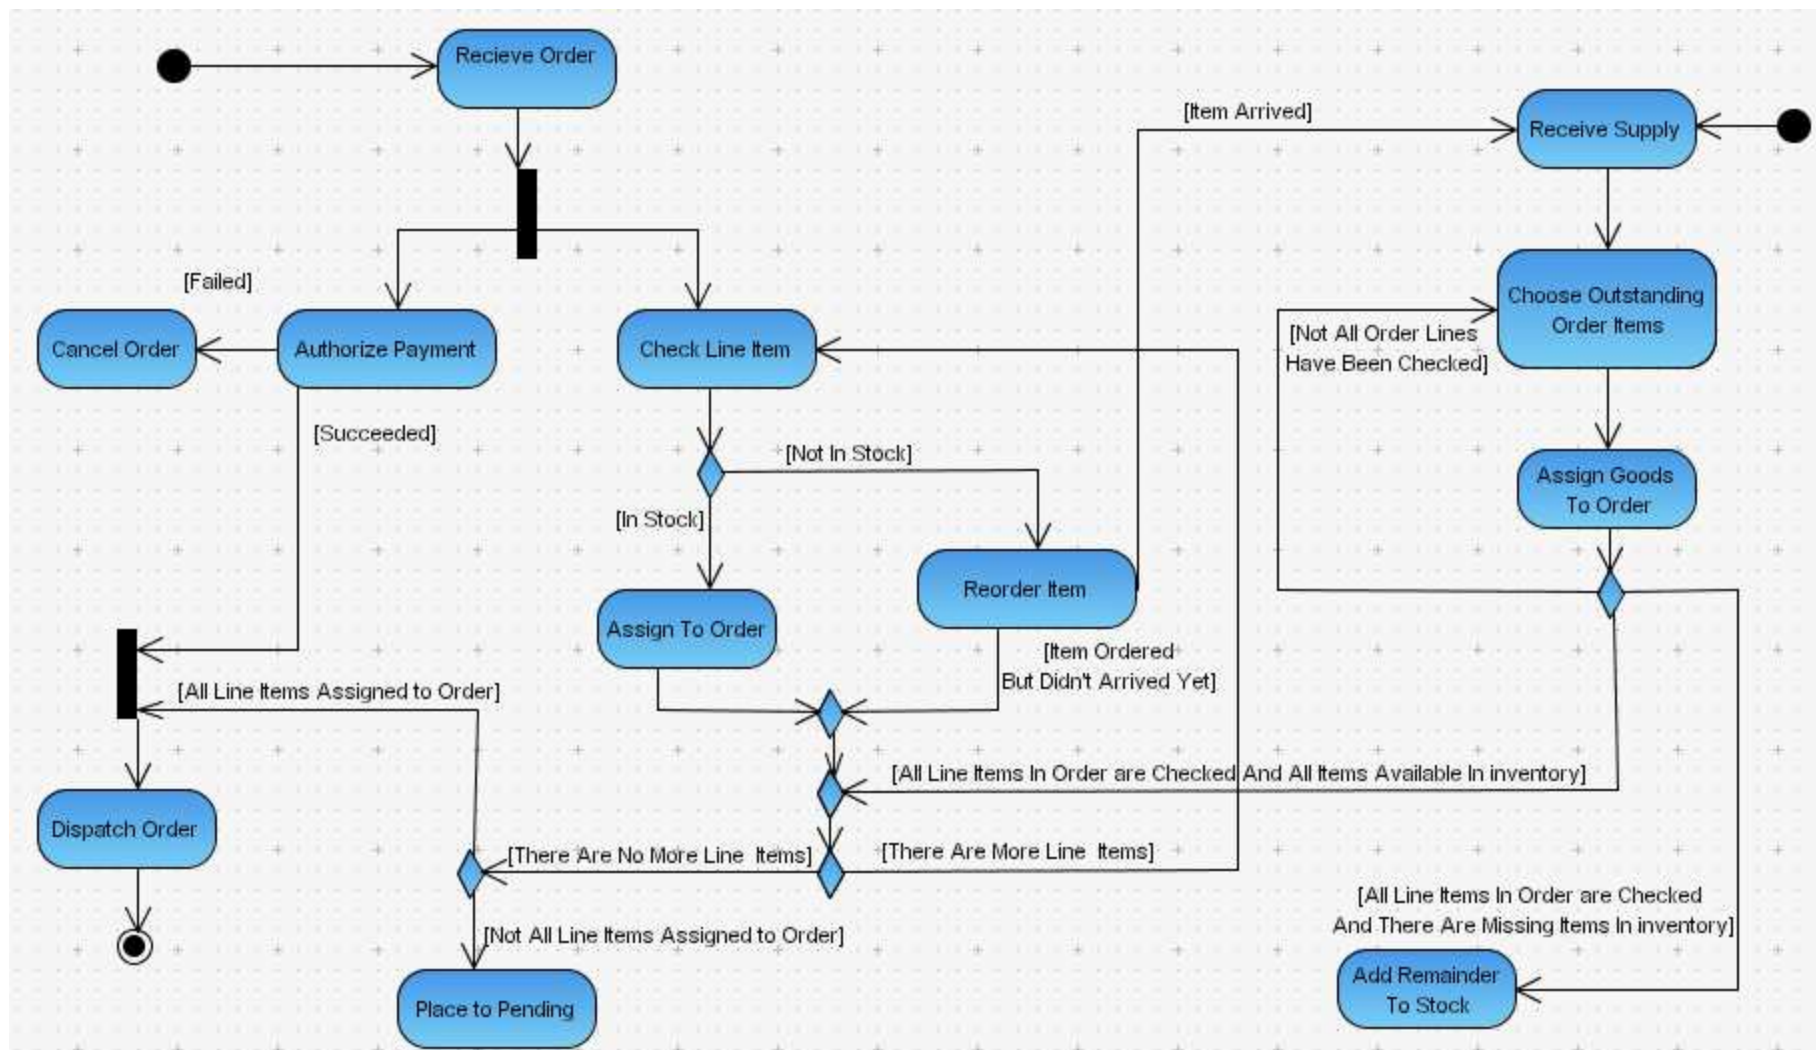 Recieve Order
[Item Arrived]
Receive Supply
[Failed]
Cancel Order
Authorize Payment
Check Line Item
[Not All Order Lines
Have Been Checked]
Choose Outstanding
Order Items
[Succeeded]
[Not In Stock]
[In Stock]
Assign Goods
To Order
Reorder Item
Assign To Order
[Item Ordered
But Didn't Arrived Yet]
[All Line Items Assigned to Order]
[All Line Items In Order are Checked And All Items Available In inventory]
Dispatch Order
[There Are No More Line Items]
[There Are More Line Items]
[Not All Line Items Assigned to Order]
[All Line Items In Order are Checked
And There Are Missing Items In inventory]
Place to Pending
Add Remainder
To Stock